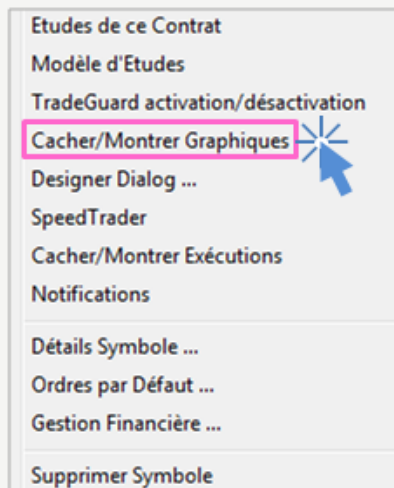 Etudes de ce Contrat
Modèle d'Etudes
TradeGuard activation/désactivation
Cacher/Montrer Graphiques
Designer Dialog ...
SpeedTrader
Cacher/Montrer Exécutions
Notifications
Détails Symbole ...
Ordres par Défaut ...
Gestion Financière ...
Supprimer Symbole